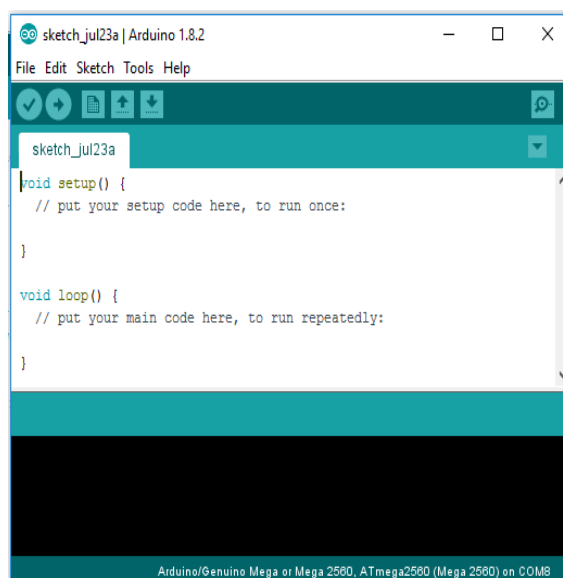 sketch_jul23a | Arduino 1.8.2
File Edit Sketch Tools Help
sketch_jul23a
void setup() {
// put your setup code here, to run once:
}
void loop() {
// put your main code here, to run repeatedly:
}
Arduino/Genuino Mega or Mega 2560, ATmega2560 (Mega 2560) on COM8